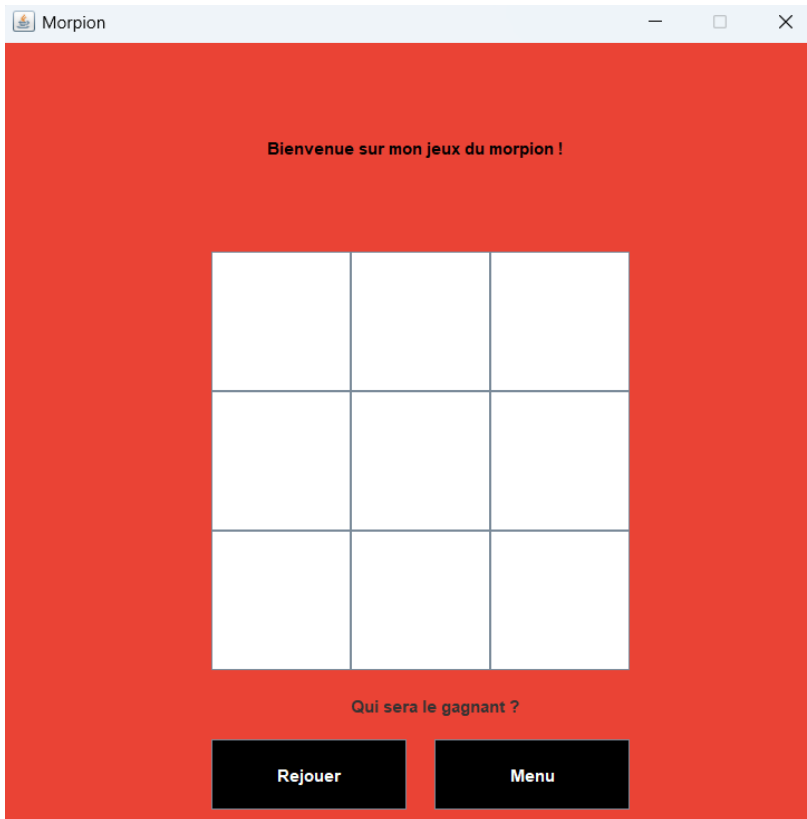 Morpion
Bienvenue sur mon jeux du morpion !
Qui sera le gagnant ?
Rejouer
Menu